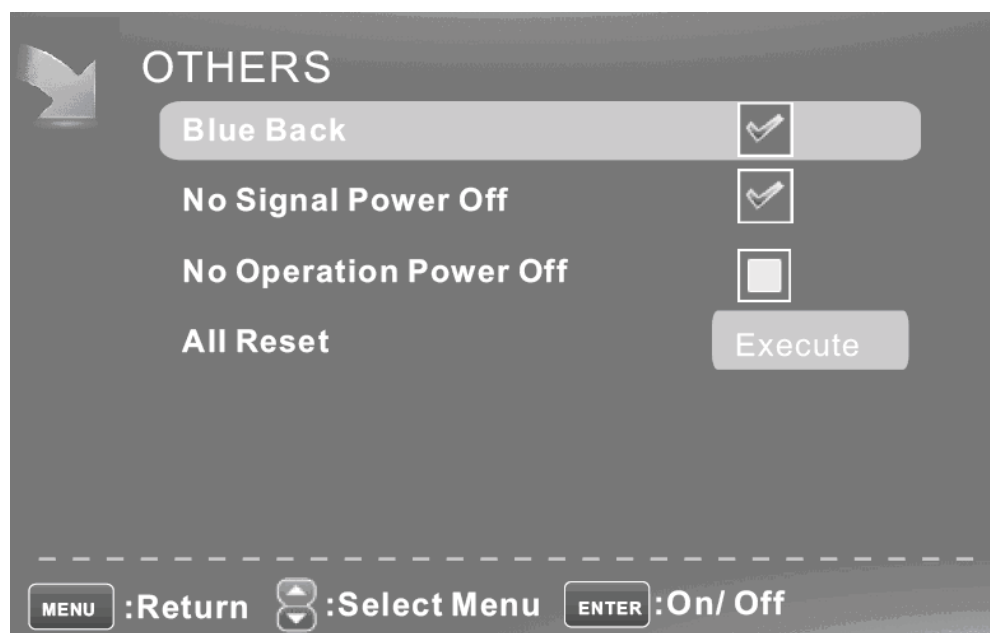 OTHERS
Blue Back
No Signal Power Off
No Operation Power Off
All Reset Execute
MENU :Return :Select Menu ENTER :On/ Off